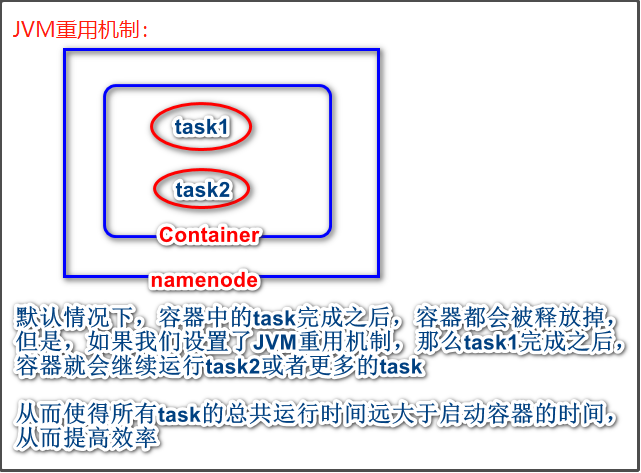 JVM重用机制：
task1
task2
Container
namenode
默认情况下，容器中的task完成之后，容器都会被释放掉，
但是，如果我们设置了JVM重用机制，那么task1完成之后，
容器就会继续运行task2或者更多的task
从而使得所有task的总共运行时间远大于启动容器的时间，
从而提高效率